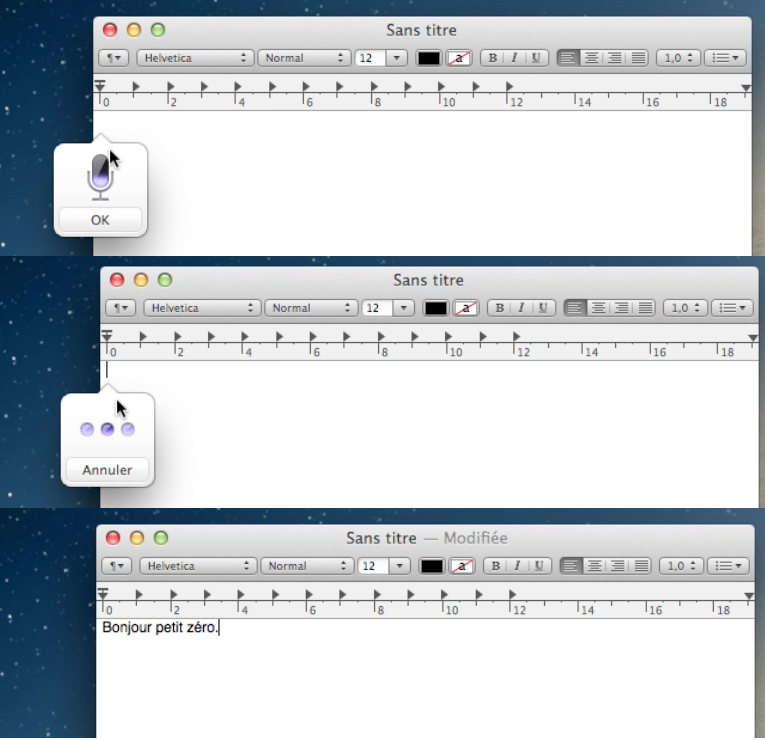 Sans titre
¶ Helvetica Normal 12 a B I U 1,0
0 2 4 6 8 10 12 14 16 18
OK
Sans titre
¶ Helvetica Normal 12 a B I U 1,0
0 2 4 6 8 10 12 14 16 18
Annuler
Sans titre — Modifiée
¶ Helvetica Normal 12 a B I U 1,0
0 2 4 6 8 10 12 14 16 18
Bonjour petit zéro.